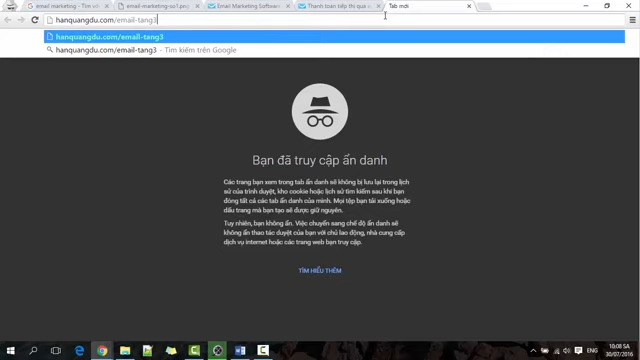 email marketing - Tìm vớ
email-marketing-so1.png
Email Marketing Software
Thanh toán tiếp thị qua
Tab mới
hanquangdu.com/email-tang3
hanquangdu.com/email-tang3
hanquangdu.com/email-tang3 - Tìm kiếm trên Google
Bạn đã truy cập ẩn danh
Các trang bạn xem trong tab ẩn danh sẽ không bị lưu lại trong lịch
sử của trình duyệt, kho cookie hoặc lịch sử tìm kiếm sau khi bạn
đóng tất cả các tab ẩn danh của mình. Mọi tệp bạn tải xuống hoặc
dấu trang mà bạn tạo sẽ được giữ nguyên.
Tuy nhiên, bạn không ẩn. Việc chuyển sang chế độ ẩn danh sẽ
không ẩn thao tác duyệt của bạn với chủ lao động, nhà cung cấp
dịch vụ internet hoặc các trang web bạn truy cập.
TÌM HIỂU THÊM
10:08 SA
30/07/2016